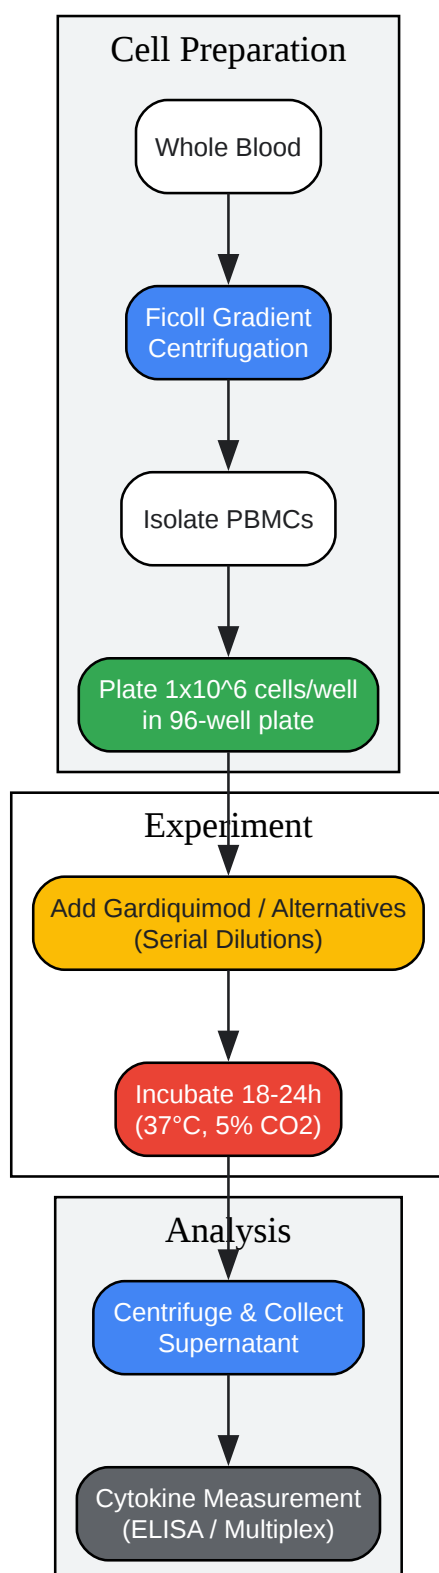 Cell Preparation
Whole Blood
Ficoll Gradient
Centrifugation
Isolate PBMCs
Plate 1x10^6 cells/well
in 96-well plate
Experiment
Add Gardiquimod / Alternatives
(Serial Dilutions)
Incubate 18-24h
(37°C, 5% CO2)
Analysis
Centrifuge & Collect
Supernatant
Cytokine Measurement
(ELISA / Multiplex)